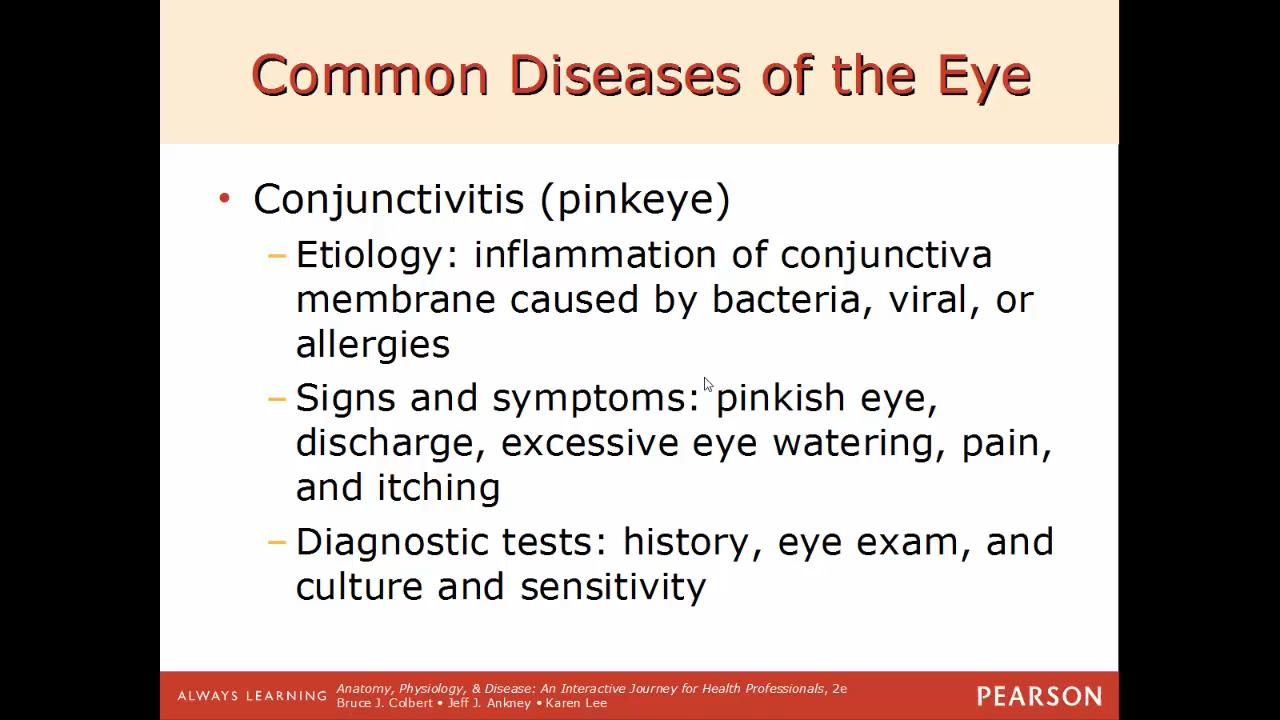 Common Diseases of the Eye
• Conjunctivitis (pinkeye)
– Etiology: inflammation of conjunctiva
membrane caused by bacteria, viral, or
allergies
– Signs and symptoms: pinkish eye,
discharge, excessive eye watering, pain,
and itching
– Diagnostic tests: history, eye exam, and
culture and sensitivity
ALWAYS LEARNING
Anatomy, Physiology, & Disease: An Interactive Journey for Health Professionals, 2e
Bruce J. Colbert • Jeff J. Ankney • Karen Lee
PEARSON